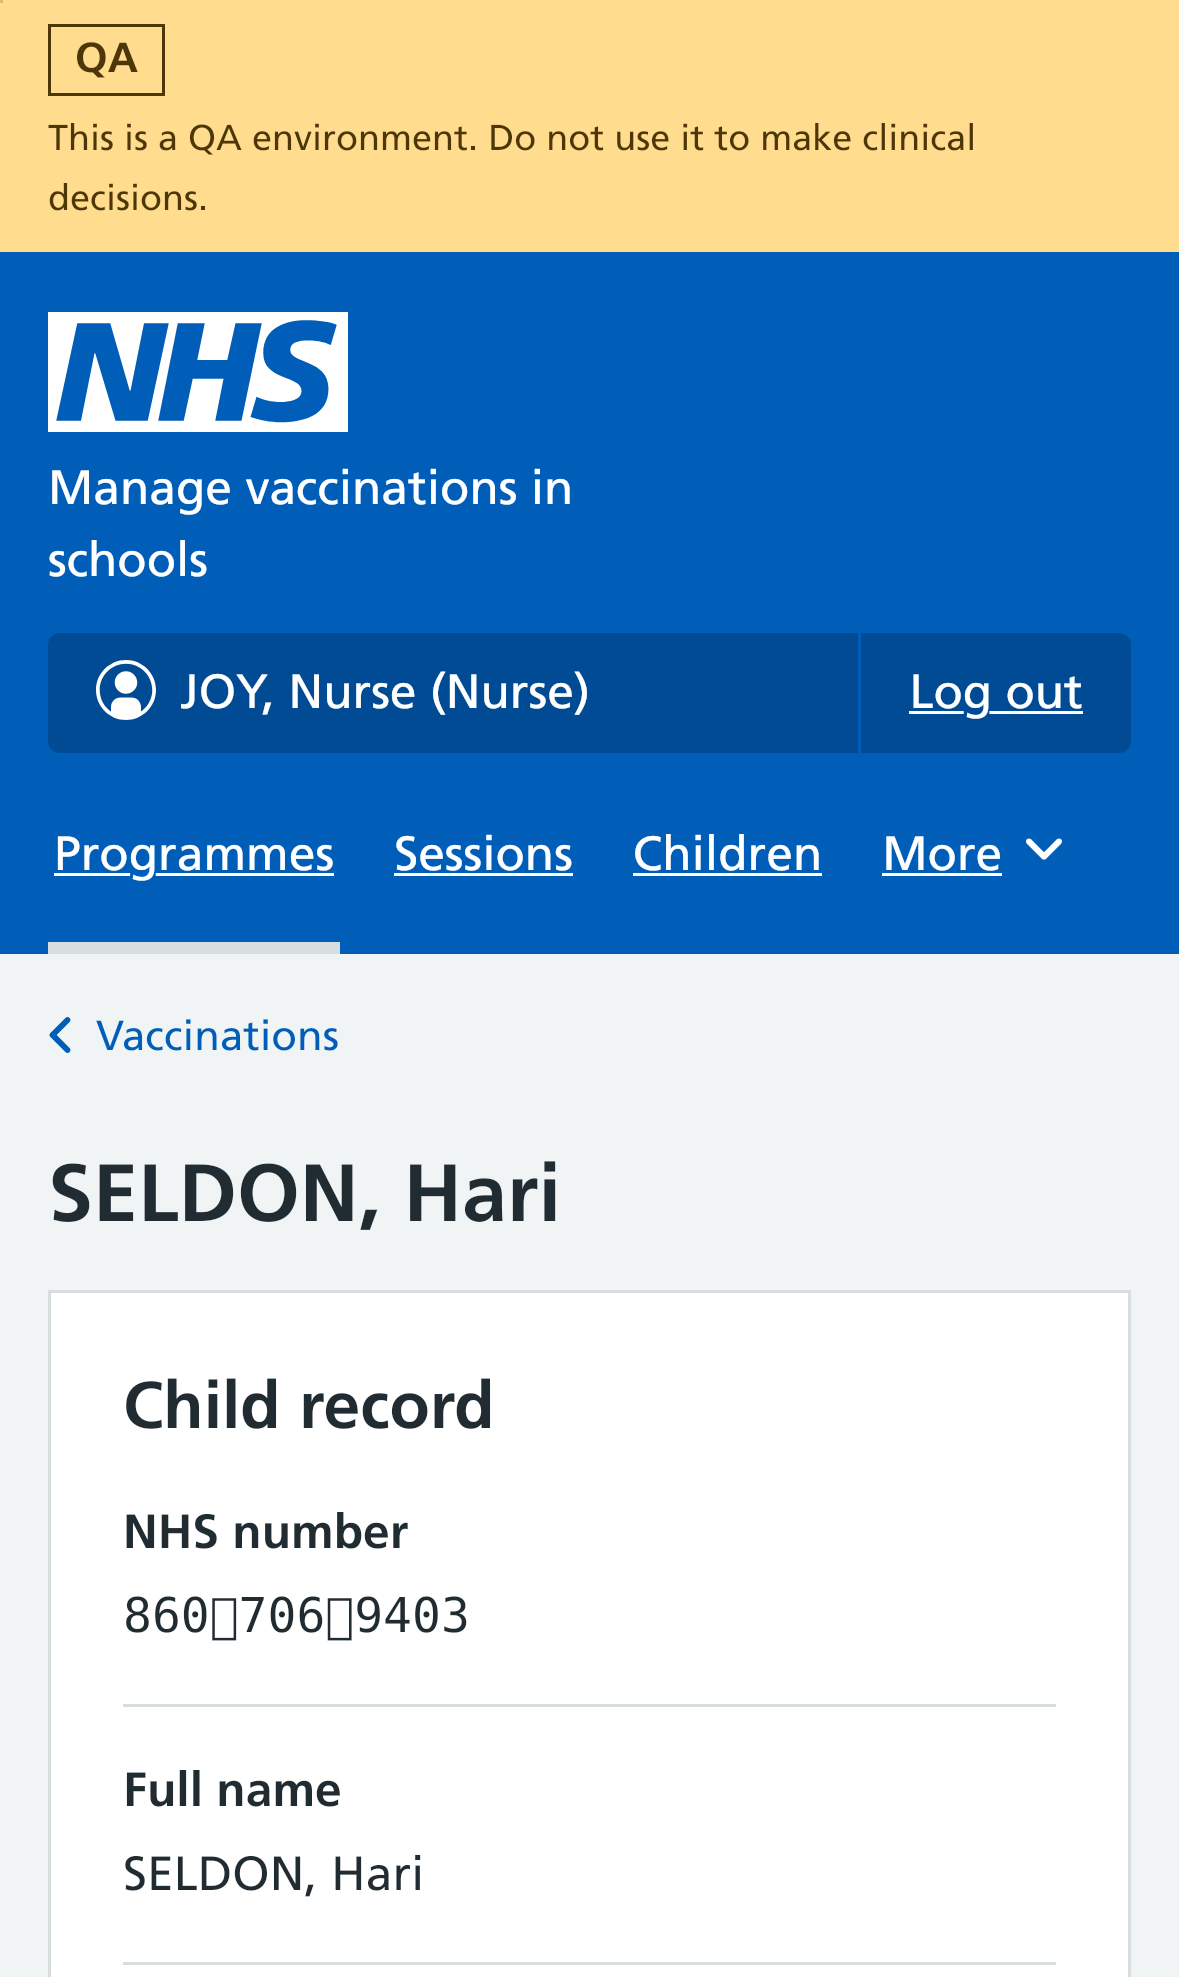 QA
This is a QA environment. Do not use it to make clinical
decisions.
NHS
Manage vaccinations in
schools
JOY, Nurse (Nurse)
Log out
Programmes Sessions Children More
Vaccinations
SELDON, Hari
Child record
NHS number
860▯706▯9403
Full name
SELDON, Hari